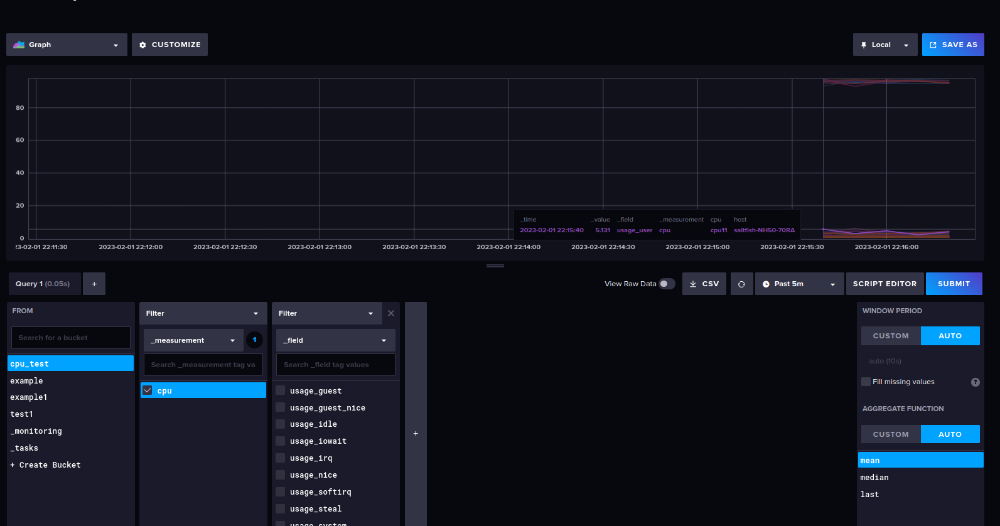 Graph
CUSTOMIZE
Local
SAVE AS
80
60
40
20
0
_time _value _field _measurement cpu host
2023-02-01 22:15:40 5.131 usage_user cpu cpu11 saltfish-NH50-70RA
23-02-01 22:11:30 2023-02-01 22:12:00 2023-02-01 22:12:30 2023-02-01 22:13:00 2023-02-01 22:13:30 2023-02-01 22:14:00 2023-02-01 22:14:30 2023-02-01 22:15:00 2023-02-01 22:15:30 2023-02-01 22:16:00
Query 1 (0.05s)
+
View Raw Data
CSV
Past 5m
SCRIPT EDITOR
SUBMIT
FROM
Search for a bucket
cpu_test
example
example1
test1
_monitoring
_tasks
+ Create Bucket
Filter
_measurement
1
Search _measurement tag va
cpu
Filter
_field
Search _field tag values
usage_guest
usage_guest_nice
usage_idle
usage_iowait
usage_irq
usage_nice
usage_softirq
usage_steal
usage_system
+
WINDOW PERIOD
CUSTOM
AUTO
auto (10s)
Fill missing values
?
AGGREGATE FUNCTION
CUSTOM
AUTO
mean
median
last